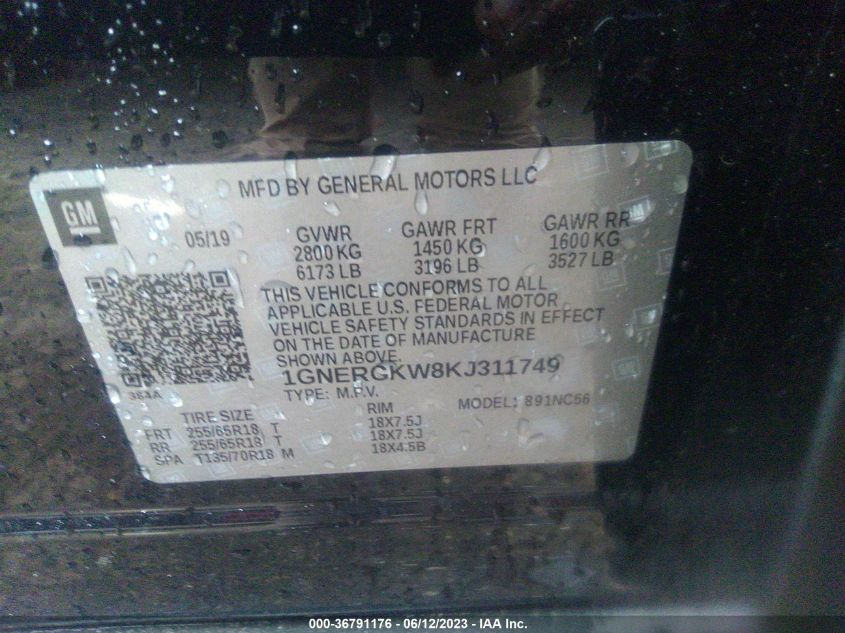 MFD BY GENERAL MOTORS LLC
GM
05/19
GVWR
2800 KG
6173 LB
GAWR FRT
1450 KG
3196 LB
GAWR RR
1600 KG
3527 LB
THIS VEHICLE CONFORMS TO ALL
APPLICABLE U.S. FEDERAL MOTOR
VEHICLE SAFETY STANDARDS IN EFFECT
ON THE DATE OF MANUFACTURE
SHOWN ABOVE.
1GNERGKW8KJ311749
TYPE: M.P.V.
MODEL: 891NC56
384A
TIRE SIZE
RIM
FRT 255/65R18 T 18X7.5J
RR 255/65R18 T 18X7.5J
SPA T135/70R18 M 18X4.5B
000-36791176 - 06/12/2023 - IAA Inc.